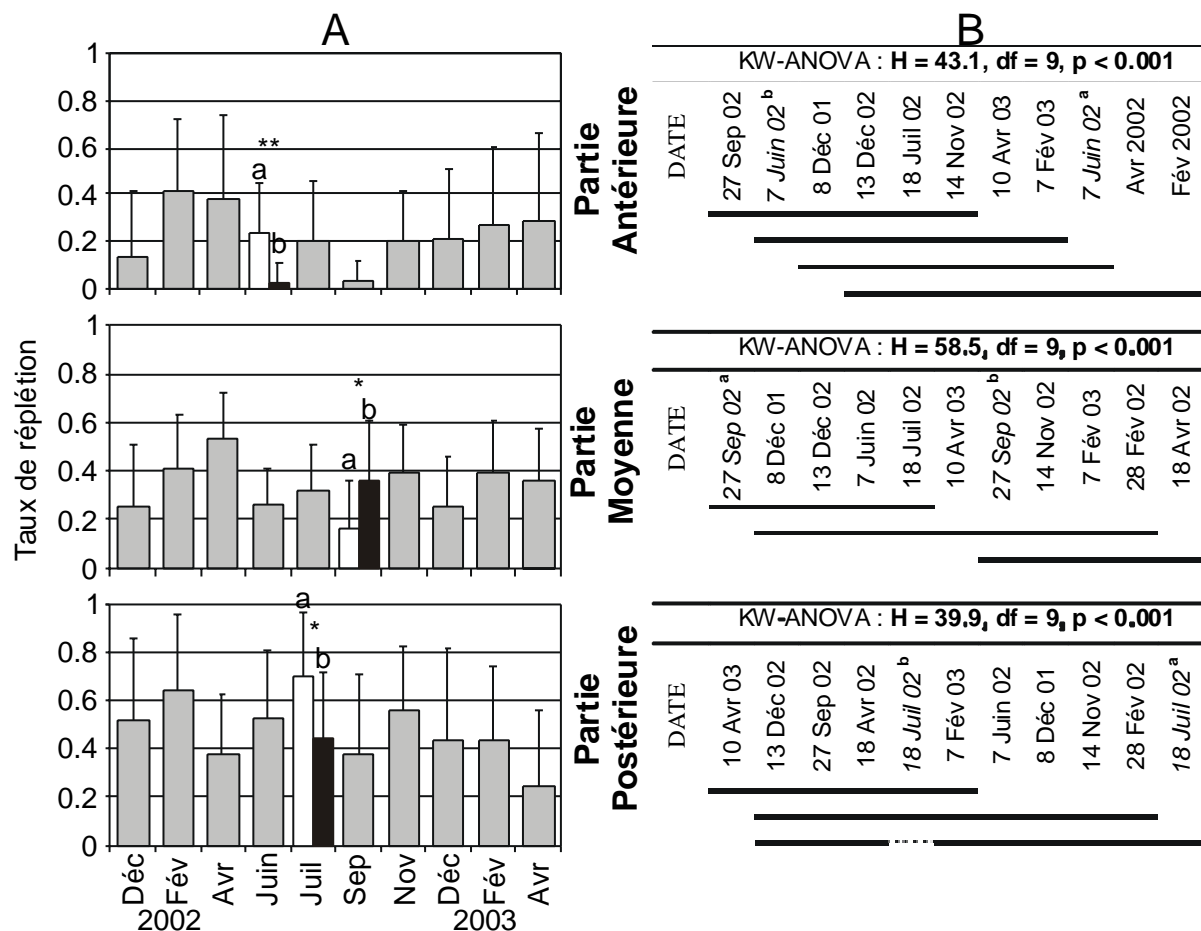 A
Taux de réplétion
1
0.8
0.6
0.4
0.2
0
**
a
b
1
0.8
0.6
0.4
0.2
0
*
a
b
1
0.8
0.6
0.4
0.2
0
a
*
b
Déc
Fév
Avr
Juin
Juil
Sep
Nov
Déc
Fév
Avr
2002
2003
B
Partie
Antérieure
KW-ANOVA : H = 43.1, df = 9, p < 0.001
DATE
27 Sep 02
7 Juin 02 b
8 Déc 01
13 Déc 02
18 Juil 02
14 Nov 02
10 Avr 03
7 Fév 03
7 Juin 02 a
Avr 2002
Fév 2002
Partie
Moyenne
KW-ANOVA : H = 58.5, df = 9, p < 0.001
DATE
27 Sep 02 a
8 Déc 01
13 Déc 02
7 Juin 02
18 Juil 02
10 Avr 03
27 Sep 02 b
14 Nov 02
7 Fév 03
28 Fév 02
18 Avr 02
Partie
Postérieure
KW-ANOVA : H = 39.9, df = 9, p < 0.001
DATE
10 Avr 03
13 Déc 02
27 Sep 02
18 Avr 02
18 Juil 02 b
7 Fév 03
7 Juin 02
8 Déc 01
14 Nov 02
28 Fév 02
18 Juil 02 a